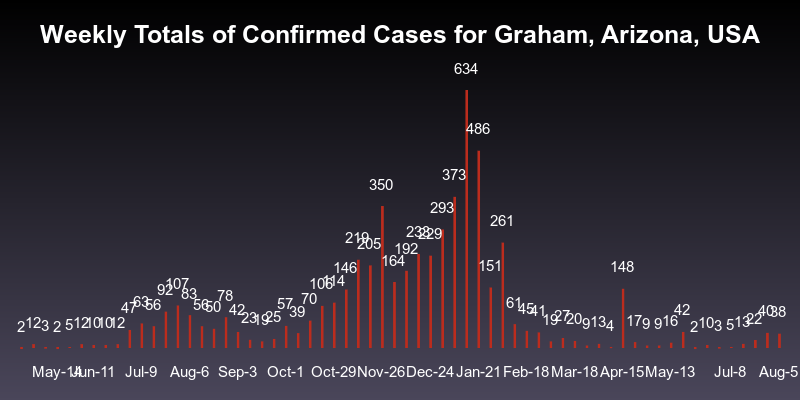 Weekly Totals of Confirmed Cases for Graham, Arizona, USA
634
486
373
350
293
261
219 205 233 229
192
164 151 148
146
106 114
107
92 83 78
63 56 56 50 57 70 61
47 42 39 45 41 42 40 38
2 12 3 2 5 12 10 10 12 23 19 25 19 27 20 9 13 4 17 9 9 16 2 10 3 5 13 22
May-14 Jun-11 Jul-9 Aug-6 Sep-3 Oct-1 Oct-29 Nov-26 Dec-24 Jan-21 Feb-18 Mar-18 Apr-15 May-13 Jul-8 Aug-5